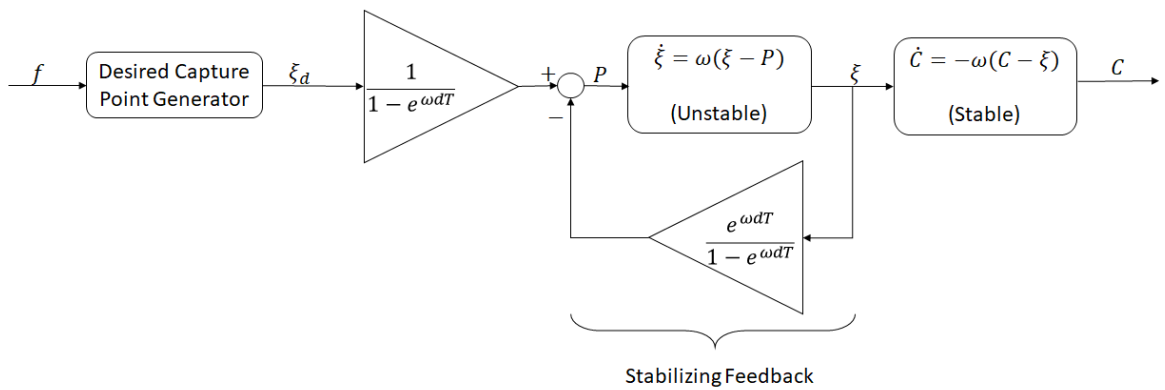 f
Desired Capture
Point Generator
ξ_d
1
1 − e^{ωdT}
+
−
P
ξ̇ = ω(ξ − P)
(Unstable)
ξ
Ċ = −ω(C − ξ)
(Stable)
C
e^{ωdT}
1 − e^{ωdT}
Stabilizing Feedback